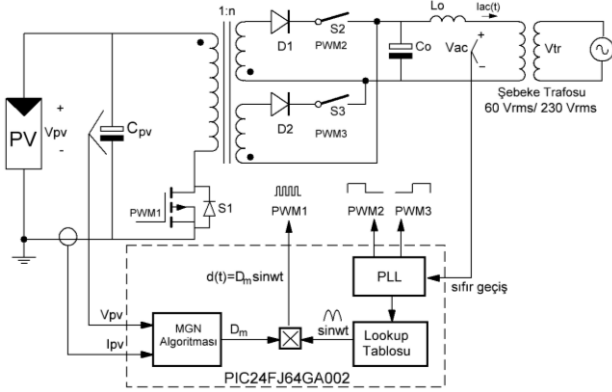 1:n
Lo
Iac(t)
S2
D1
PWM2
Co
Vac
+
-
Vtr
Şebeke Trafosu
60 Vrms/ 230 Vrms
S3
D2
PWM3
PV
+
Vpv
-
Cpv
PWM1
S1
PWM1
PWM2
PWM3
d(t)=Dm sinwt
PLL
sıfır geçiş
Vpv
Ipv
MGN
Algoritması
Dm
sinwt
Lookup
Tablosu
PIC24FJ64GA002